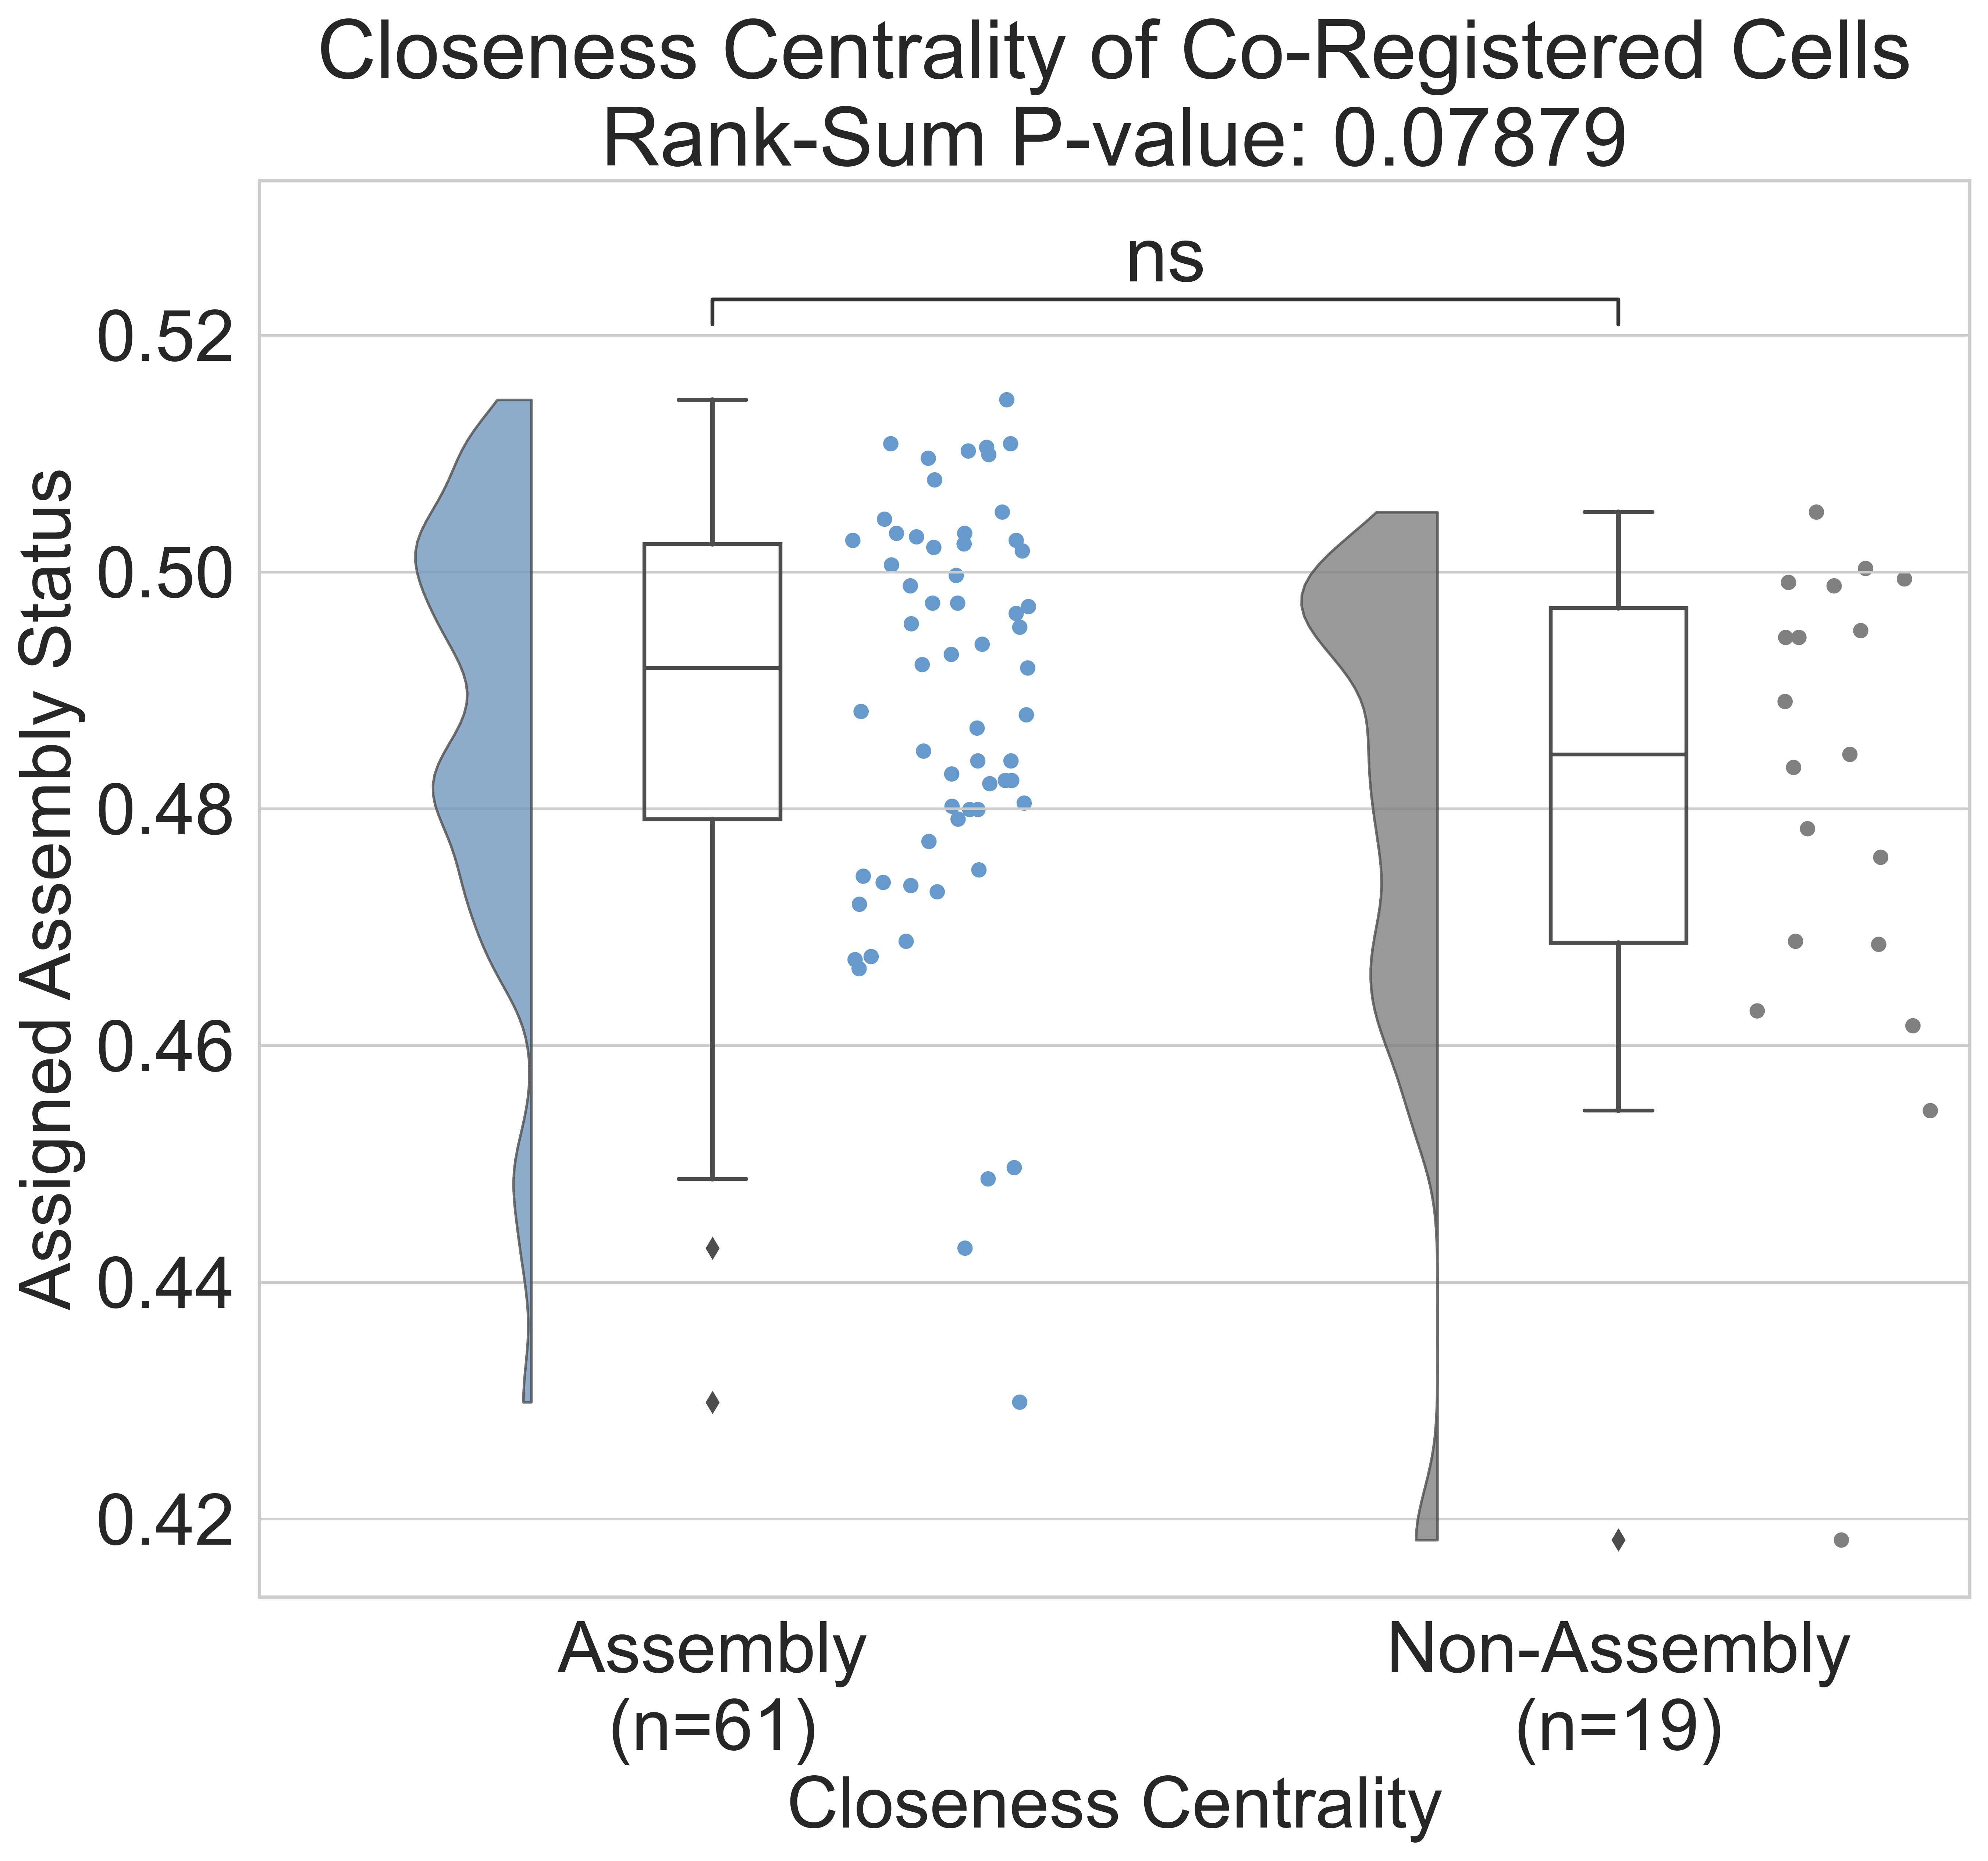 Closeness Centrality of Co-Registered Cells
Rank-Sum P-value: 0.07879
ns
0.52
0.50
0.48
0.46
0.44
0.42
Assigned Assembly Status
Assembly
(n=61)
Non-Assembly
(n=19)
Closeness Centrality